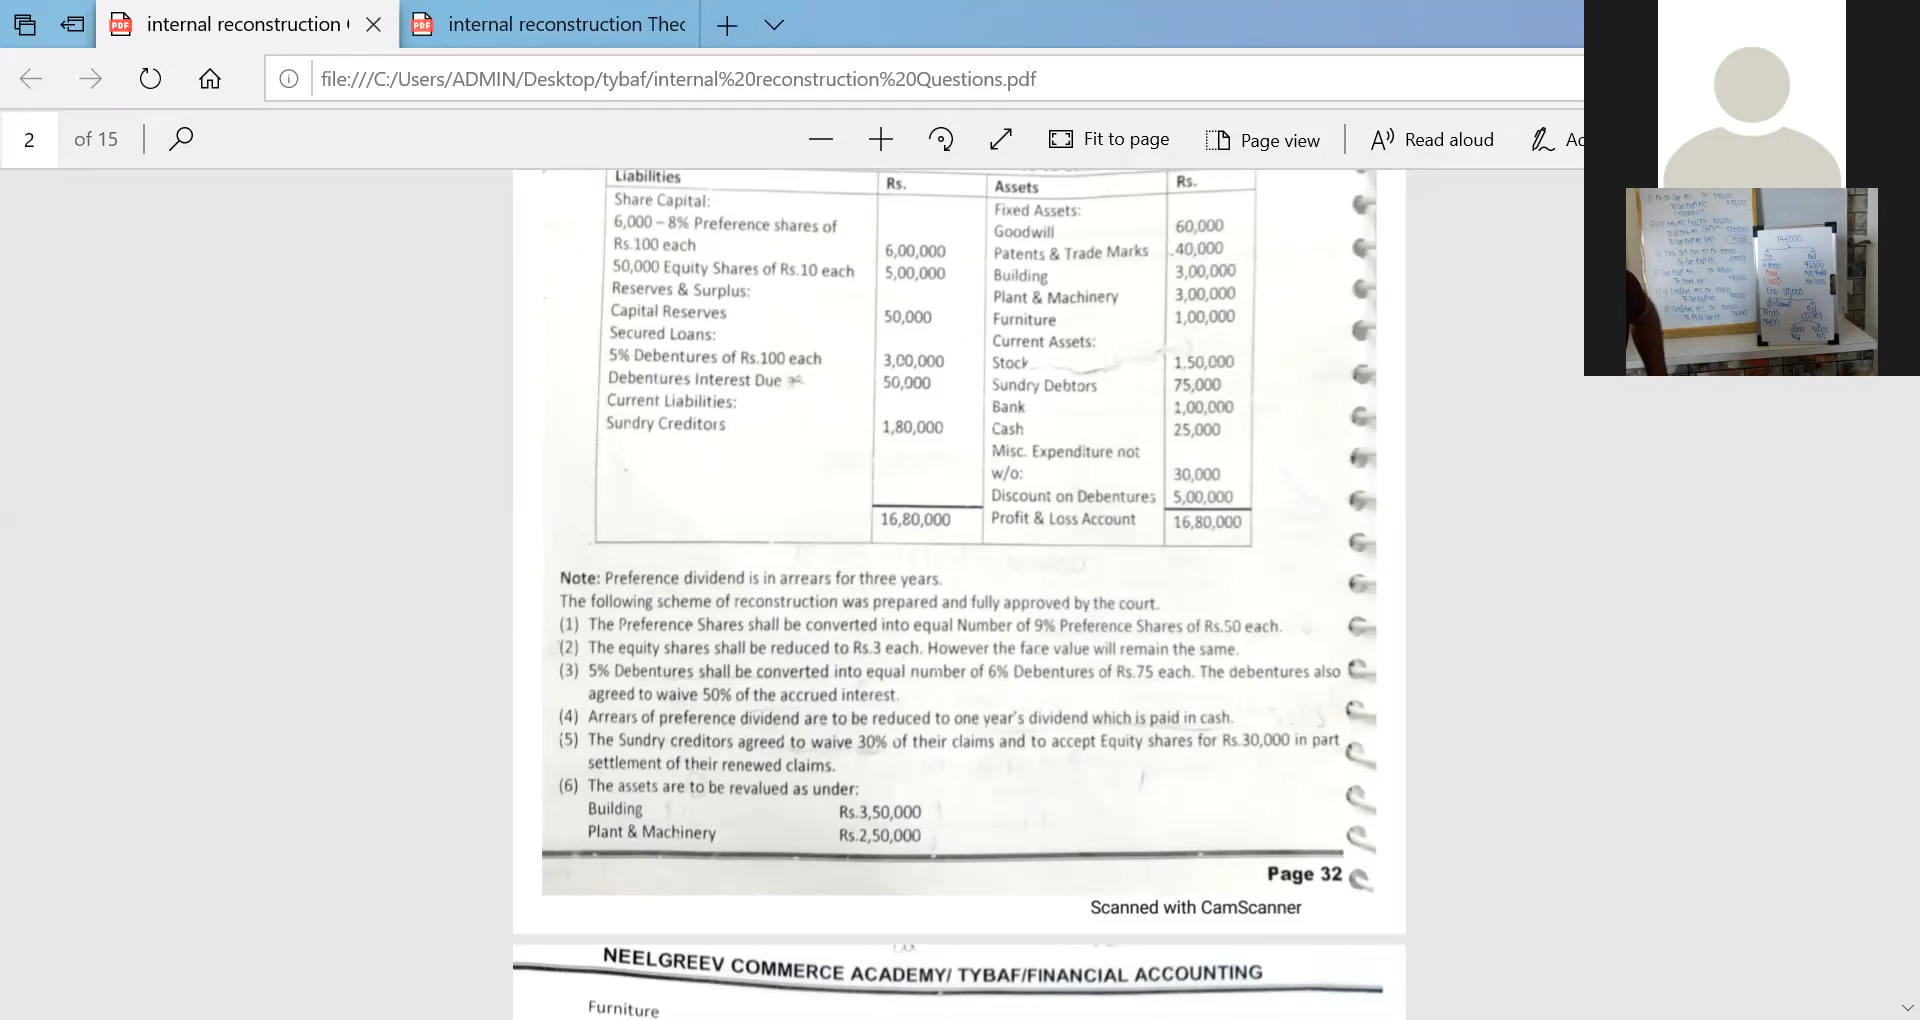 internal reconstruction
internal reconstruction Theo
file:///C:/Users/ADMIN/Desktop/tybaf/internal%20reconstruction%20Questions.pdf
2 of 15
Fit to page
Page view
Read aloud
Liabilities Rs. Assets Rs.
Share Capital: Fixed Assets:
6,000 – 8% Preference shares of Goodwill 60,000
Rs.100 each 6,00,000 Patents & Trade Marks 40,000
50,000 Equity Shares of Rs.10 each 5,00,000 Building 3,00,000
Reserves & Surplus: Plant & Machinery 3,00,000
Capital Reserves 50,000 Furniture 1,00,000
Secured Loans: Current Assets:
5% Debentures of Rs.100 each 3,00,000 Stock 1,50,000
Debentures Interest Due 50,000 Sundry Debtors 75,000
Current Liabilities: Bank 1,00,000
Sundry Creditors 1,80,000 Cash 25,000
Misc. Expenditure not
w/o: 30,000
Discount on Debentures 5,00,000
16,80,000 Profit & Loss Account 16,80,000
Note: Preference dividend is in arrears for three years.
The following scheme of reconstruction was prepared and fully approved by the court.
(1) The Preference Shares shall be converted into equal Number of 9% Preference Shares of Rs.50 each.
(2) The equity shares shall be reduced to Rs.3 each. However the face value will remain the same.
(3) 5% Debentures shall be converted into equal number of 6% Debentures of Rs.75 each. The debentures also
agreed to waive 50% of the accrued interest.
(4) Arrears of preference dividend are to be reduced to one year's dividend which is paid in cash.
(5) The Sundry creditors agreed to waive 30% of their claims and to accept Equity shares for Rs.30,000 in part
settlement of their renewed claims.
(6) The assets are to be revalued as under:
Building Rs.3,50,000
Plant & Machinery Rs.2,50,000
Page 32
Scanned with CamScanner
NEELGREEV COMMERCE ACADEMY/ TYBAF/FINANCIAL ACCOUNTING
Furniture
144000